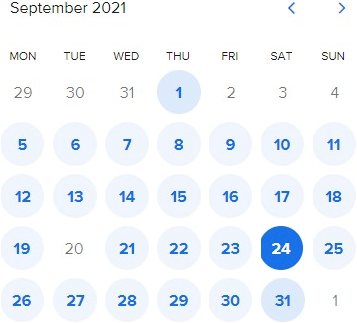 September 2021
MON TUE WED THU FRI SAT SUN
29 30 31 1 2 3 4
5 6 7 8 9 10 11
12 13 14 15 16 17 18
19 20 21 22 23 24 25
26 27 28 29 30 31 1